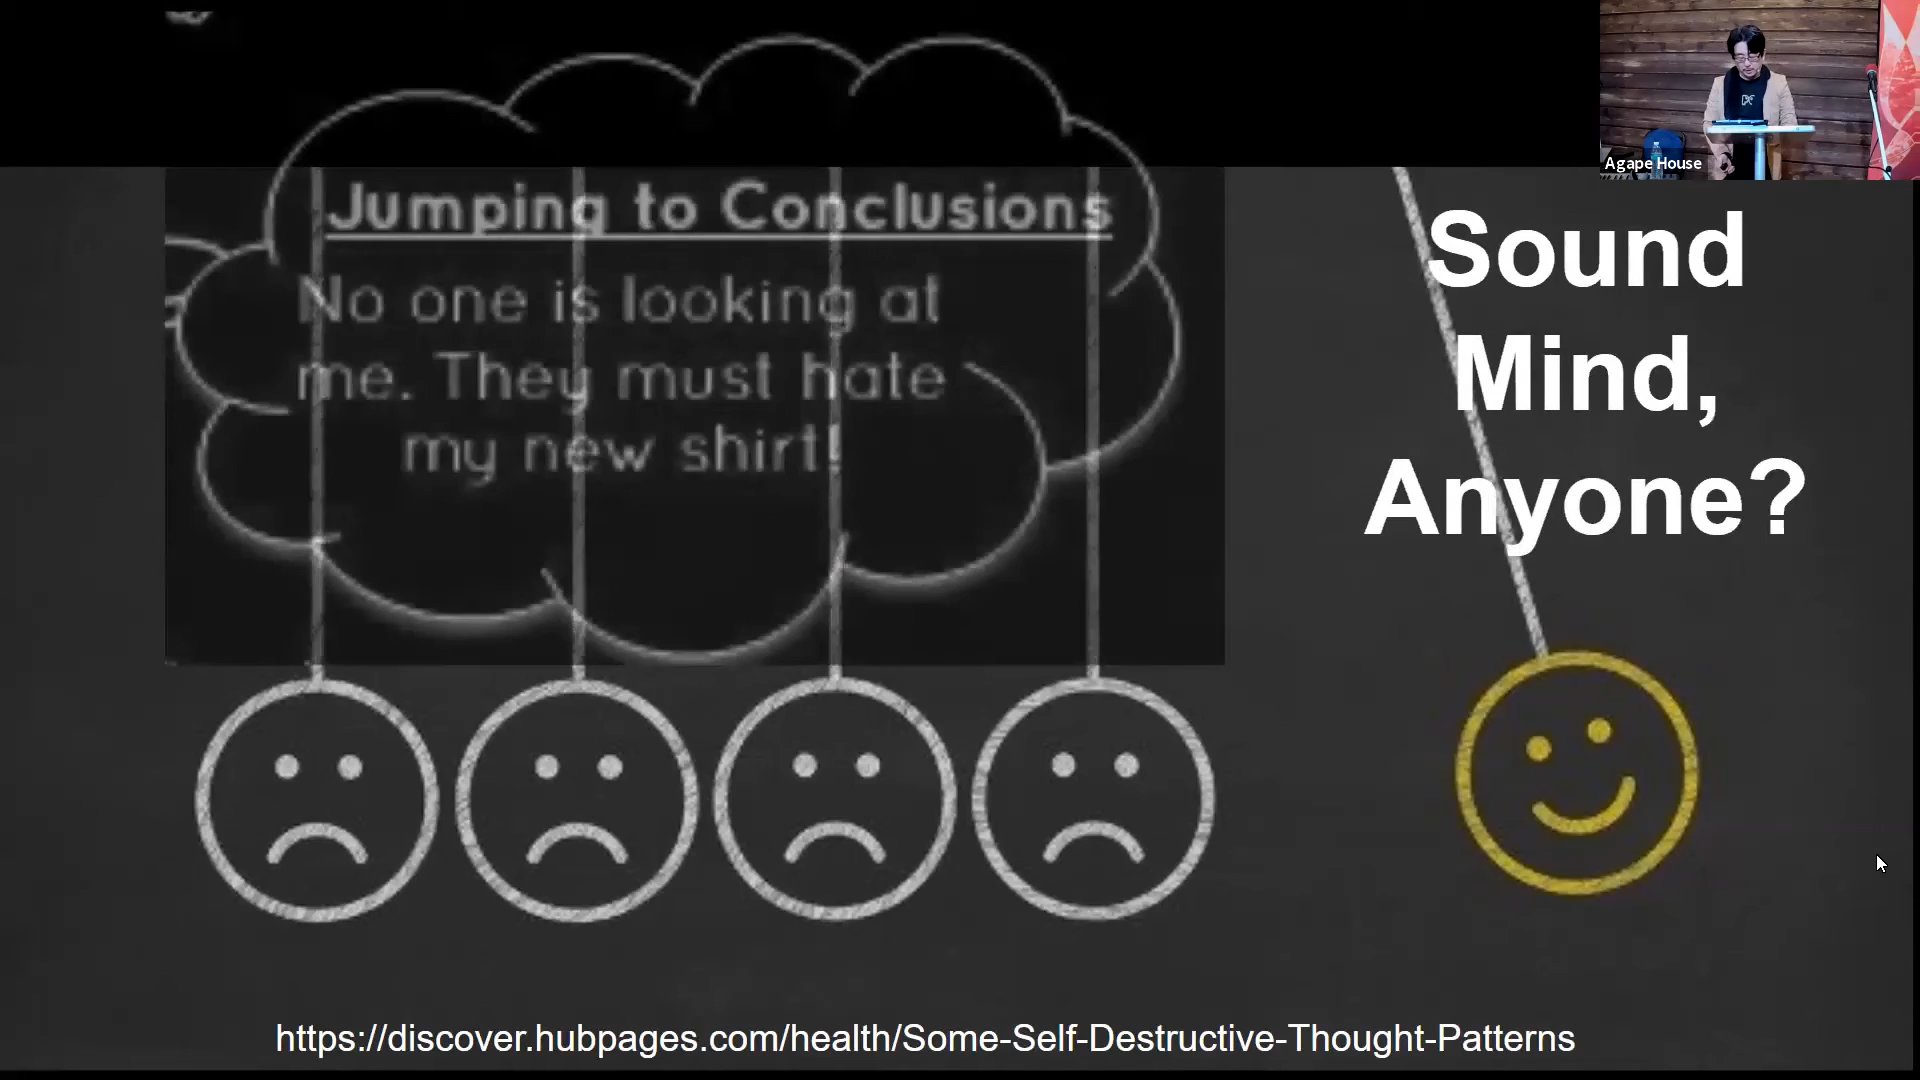 Jumping to Conclusions
No one is looking at
me. They must hate
my new shirt!
Sound
Mind,
Anyone?
Agape House
https://discover.hubpages.com/health/Some-Self-Destructive-Thought-Patterns